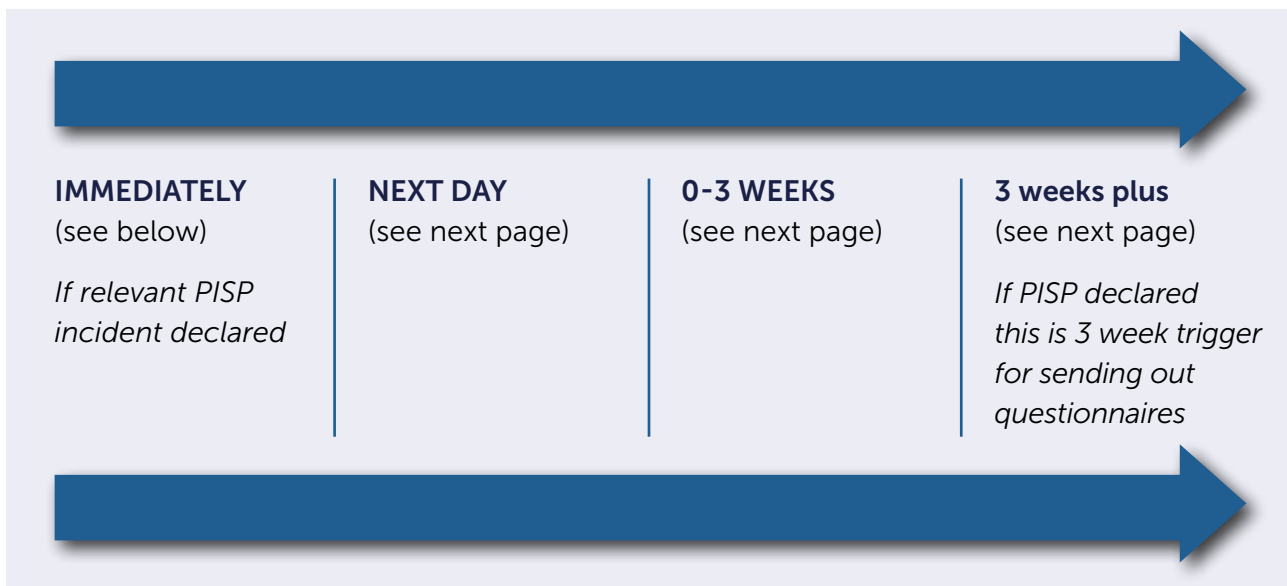 IMMEDIATELY
(see below)
If relevant PISP
incident declared
NEXT DAY
(see next page)
0-3 WEEKS
(see next page)
3 weeks plus
(see next page)
If PISP declared
this is 3 week trigger
for sending out
questionnaires